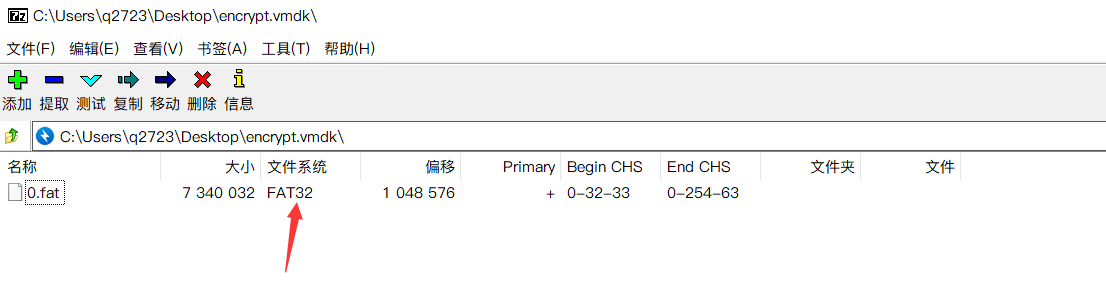 C:\Users\q2723\Desktop\encrypt.vmdk\
文件(F) 编辑(E) 查看(V) 书签(A) 工具(T) 帮助(H)
添加 提取 测试 复制 移动 删除 信息
C:\Users\q2723\Desktop\encrypt.vmdk\
名称 大小 文件系统 偏移 Primary Begin CHS End CHS 文件夹 文件
0.fat 7 340 032 FAT32 1 048 576 + 0-32-33 0-254-63